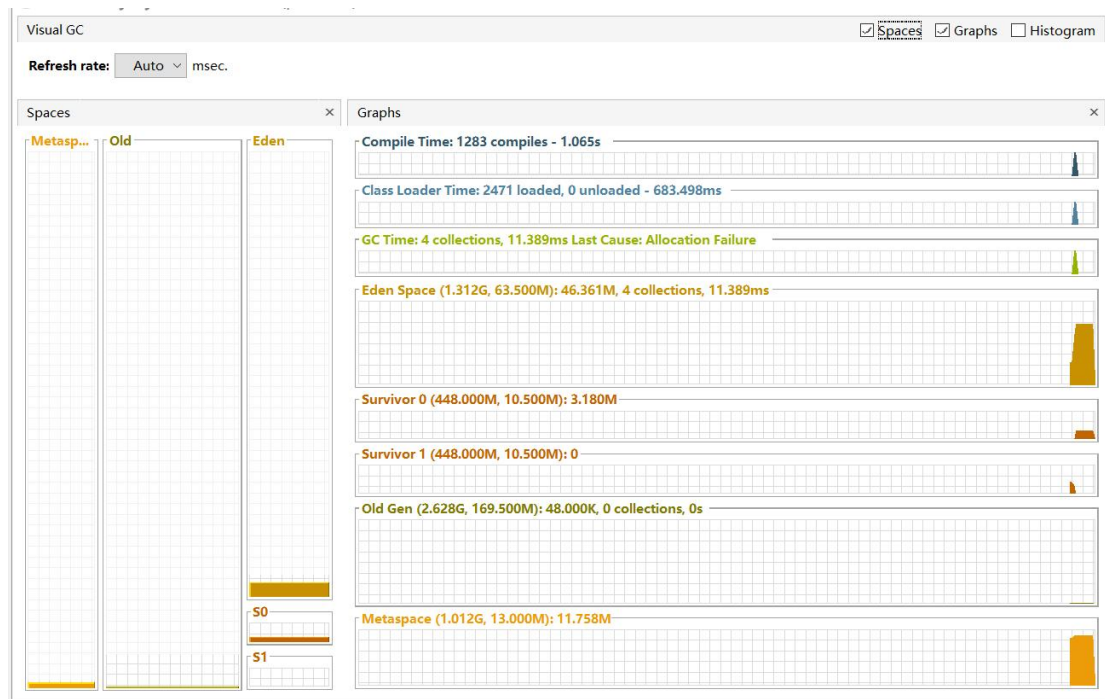 Visual GC
Spaces Graphs Histogram
Refresh rate: Auto msec.
Spaces
Graphs
Metasp... Old Eden
S0
S1
Compile Time: 1283 compiles - 1.065s
Class Loader Time: 2471 loaded, 0 unloaded - 683.498ms
GC Time: 4 collections, 11.389ms Last Cause: Allocation Failure
Eden Space (1.312G, 63.500M): 46.361M, 4 collections, 11.389ms
Survivor 0 (448.000M, 10.500M): 3.180M
Survivor 1 (448.000M, 10.500M): 0
Old Gen (2.628G, 169.500M): 48.000K, 0 collections, 0s
Metaspace (1.012G, 13.000M): 11.758M